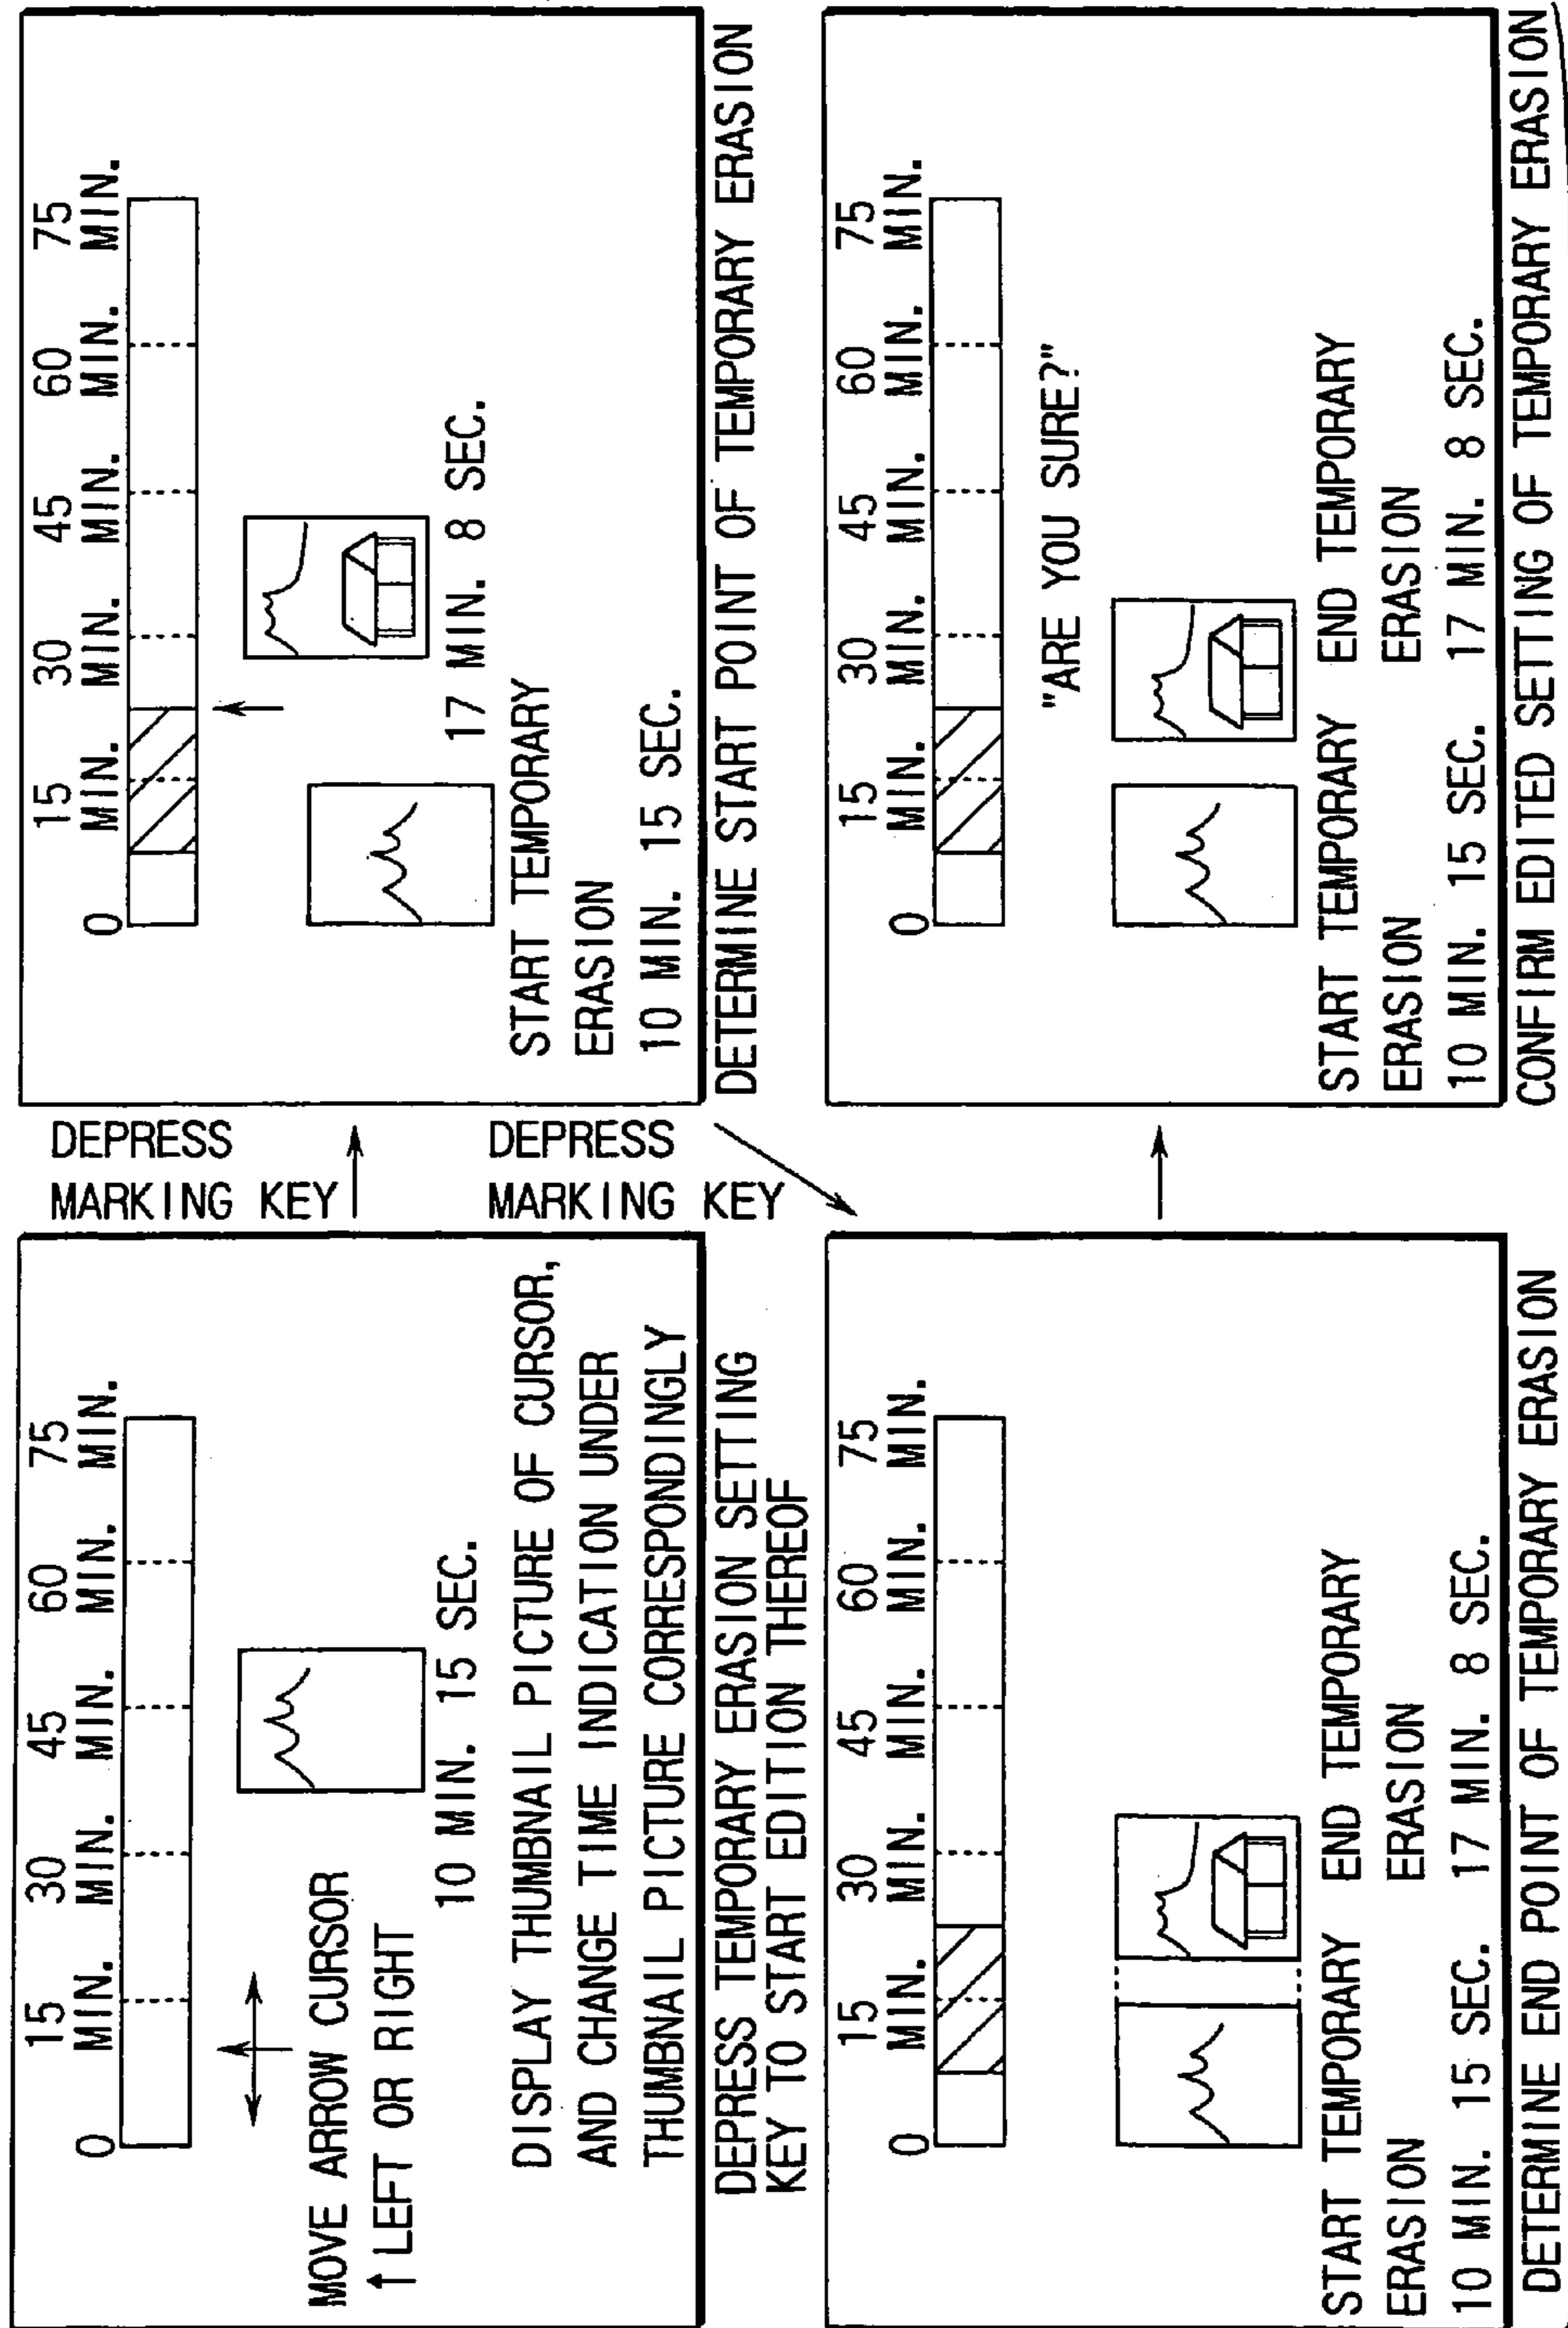 0
15
MIN.
30
MIN.
45
MIN.
60
MIN.
75
MIN.
MOVE ARROW CURSOR
↑ LEFT OR RIGHT
10 MIN. 15 SEC.
DISPLAY THUMBNAIL PICTURE OF CURSOR,
AND CHANGE TIME INDICATION UNDER
THUMBNAIL PICTURE CORRESPONDINGLY
DEPRESS TEMPORARY ERASION SETTING
KEY TO START EDITION THEREOF
DEPRESS
MARKING KEY
0
15
MIN.
30
MIN.
45
MIN.
60
MIN.
75
MIN.
17 MIN. 8 SEC.
START TEMPORARY
ERASION
10 MIN. 15 SEC.
DETERMINE START POINT OF TEMPORARY ERASION
DEPRESS
MARKING KEY
0
15
MIN.
30
MIN.
45
MIN.
60
MIN.
75
MIN.
START TEMPORARY END TEMPORARY
ERASION ERASION
10 MIN. 15 SEC. 17 MIN. 8 SEC.
DETERMINE END POINT OF TEMPORARY ERASION
0
15
MIN.
30
MIN.
45
MIN.
60
MIN.
75
MIN.
"ARE YOU SURE?"
START TEMPORARY END TEMPORARY
ERASION ERASION
10 MIN. 15 SEC. 17 MIN. 8 SEC.
CONFIRM EDITED SETTING OF TEMPORARY ERASION